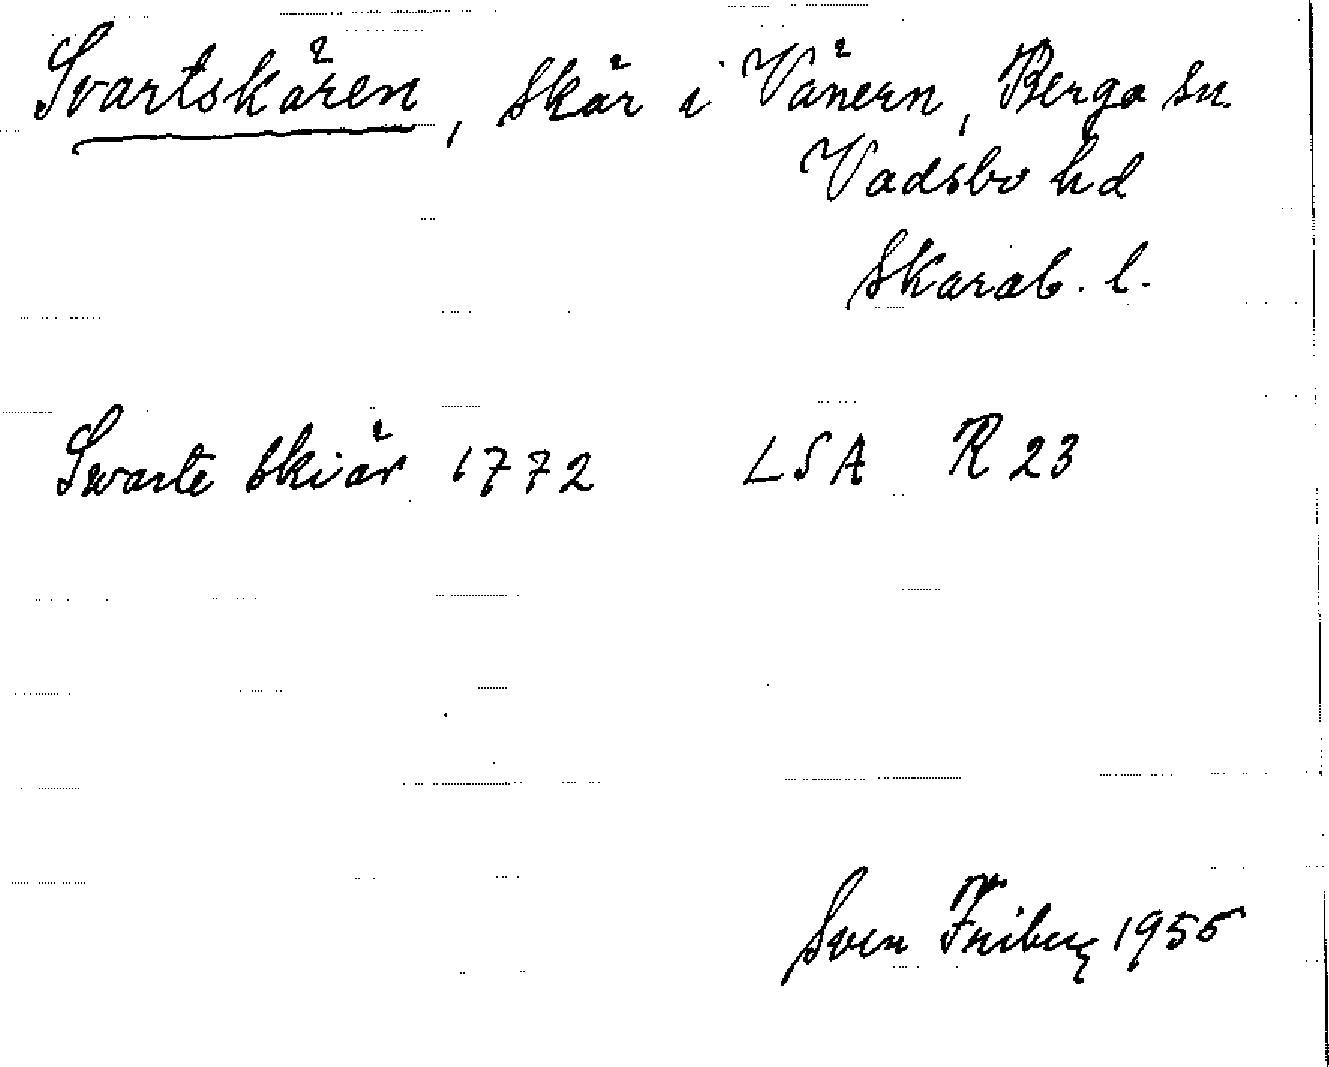 Svartskären, skär i Vänern, Berga sn
Vadsbo hd
Skarab. l.
Swarte skiär 1772 LSA R 23
Sven Friberg 1955